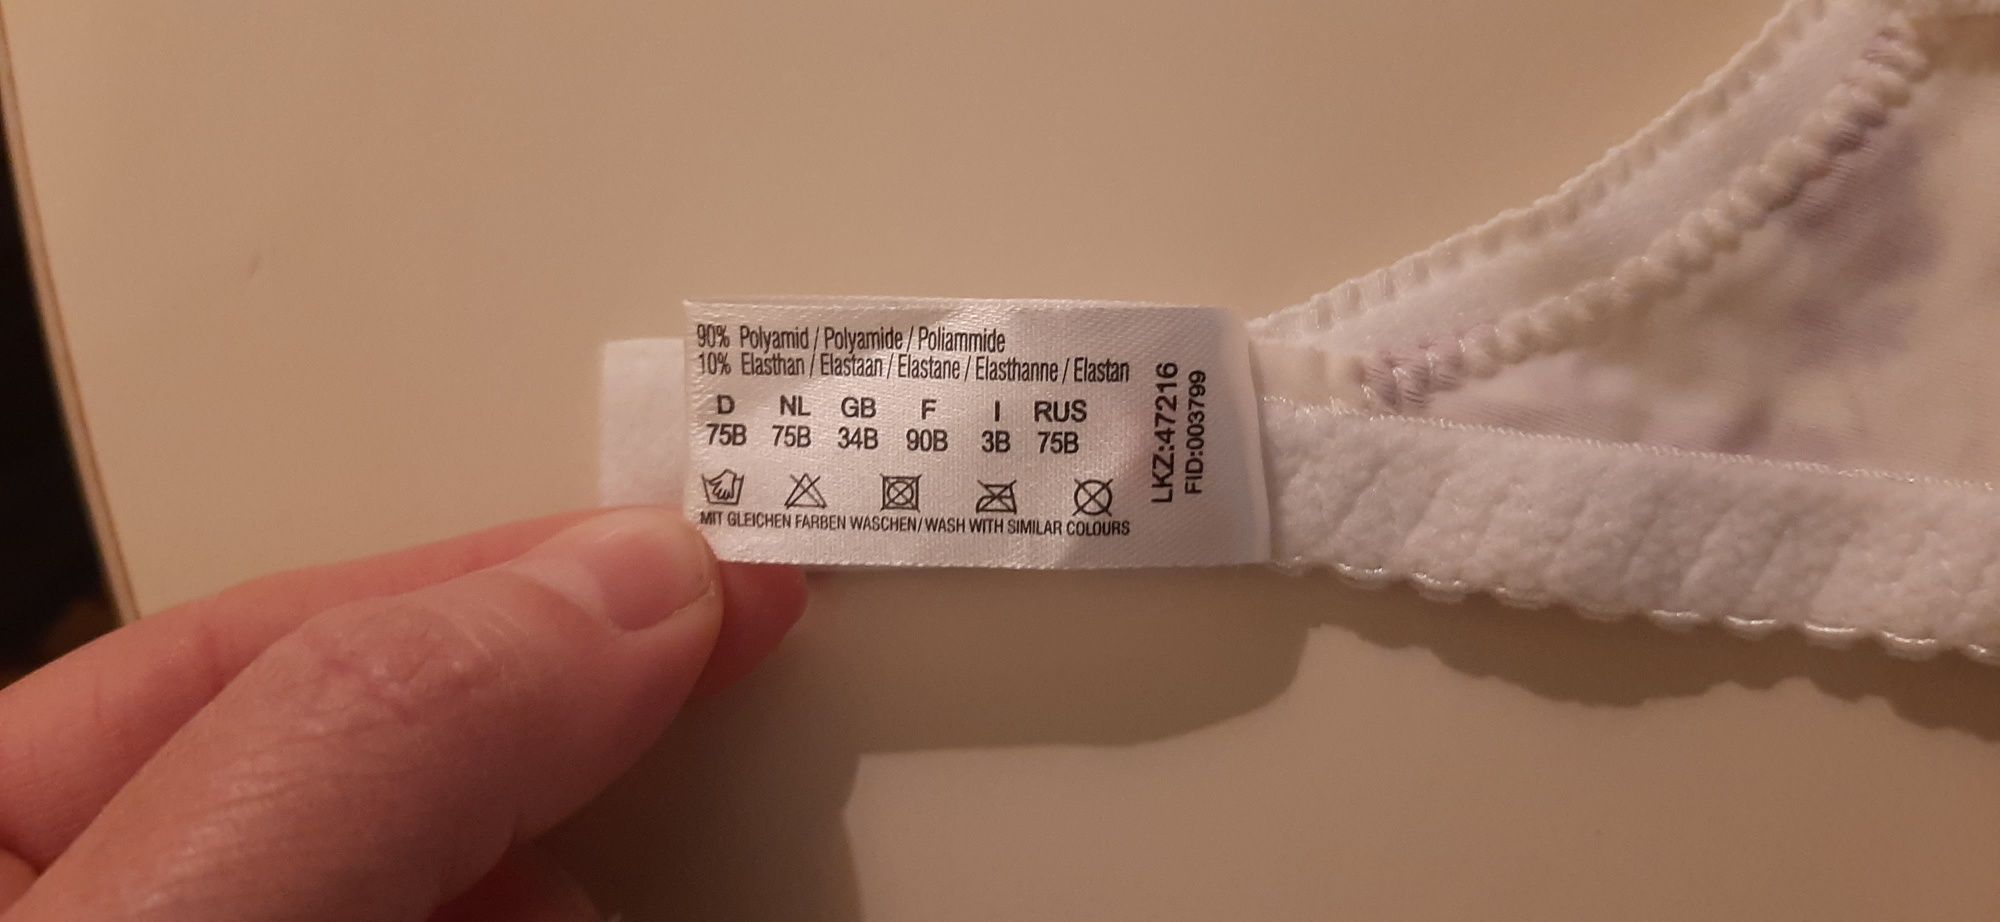 90% Polyamid / Polyamide / Poliammide
10% Elasthan / Elastaan / Elastane / Elasthanne / Elastan
D NL GB F I RUS
75B 75B 34B 90B 3B 75B
MIT GLEICHEN FARBEN WASCHEN/ WASH WITH SIMILAR COLOURS
LKZ:47216
FID:003799